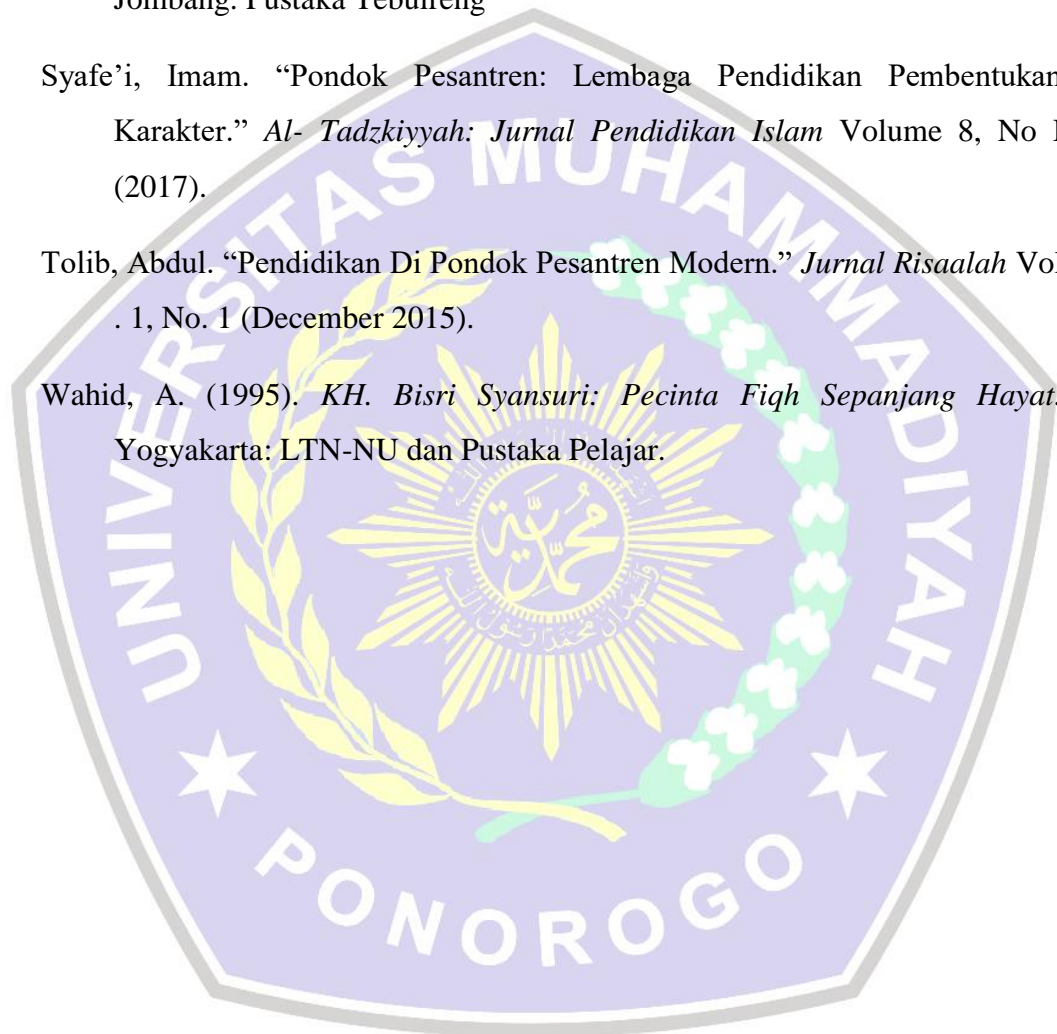 Jombang: Pustaka Tebuireng
Syafe’i, Imam. “Pondok Pesantren: Lembaga Pendidikan Pembentukan
Karakter.” Al- Tadzkiyyah: Jurnal Pendidikan Islam Volume 8, No I
(2017).
Tolib, Abdul. “Pendidikan Di Pondok Pesantren Modern.” Jurnal Risaalah Vol
. 1, No. 1 (December 2015).
Wahid, A. (1995). KH. Bisri Syansuri: Pecinta Fiqh Sepanjang Hayat.
Yogyakarta: LTN-NU dan Pustaka Pelajar.
UNIVERSITAS MUHAMMADIYAH
محمدية
PONOROGO